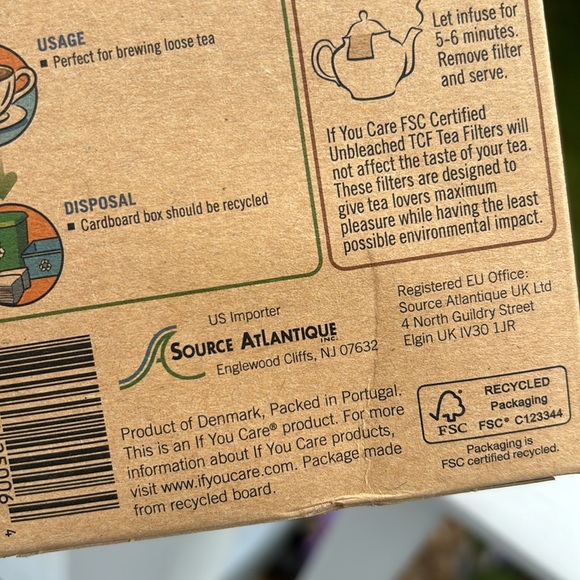 USAGE
■ Perfect for brewing loose tea
DISPOSAL
■ Cardboard box should be recycled
Let infuse for
5-6 minutes.
Remove filter
and serve.
If You Care FSC Certified
Unbleached TCF Tea Filters will
not affect the taste of your tea.
These filters are designed to
give tea lovers maximum
pleasure while having the least
possible environmental impact.
US Importer
SOURCE ATLANTIQUE INC.
Englewood Cliffs, NJ 07632
Registered EU Office:
Source Atlantique UK Ltd
4 North Guildry Street
Elgin UK IV30 1JR
Product of Denmark, Packed in Portugal.
This is an If You Care® product. For more
information about If You Care products,
visit www.ifyoucare.com. Package made
from recycled board.
FSC
RECYCLED
Packaging
FSC® C123344
Packaging is
FSC certified recycled.